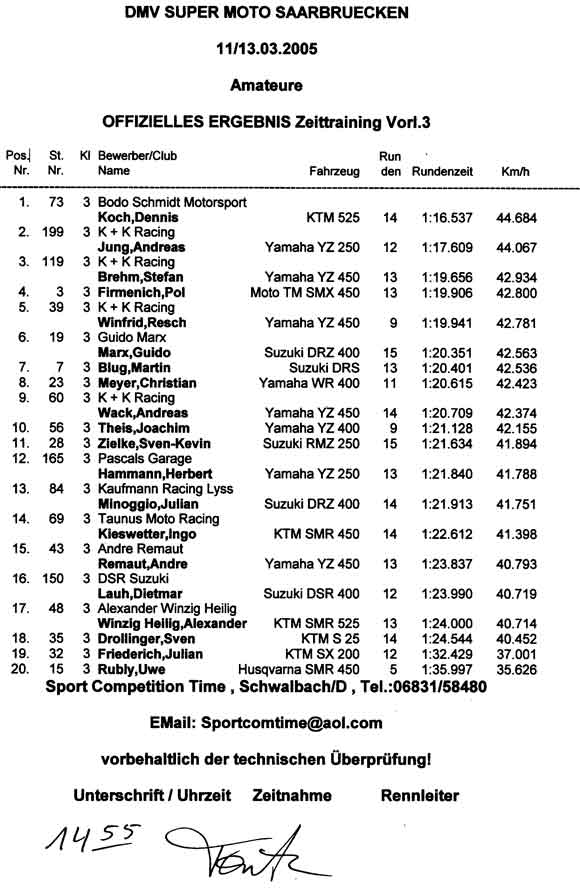 DMV SUPER MOTO SAARBRUECKEN
11/13.03.2005
Amateure
OFFIZIELLES ERGEBNIS Zeittraining Vorl.3
Pos. St. Kl Bewerber/Club Run
Nr. Nr. Name Fahrzeug den Rundenzeit Km/h
1. 73 3 Bodo Schmidt Motorsport
Koch,Dennis KTM 525 14 1:16.537 44.684
2. 199 3 K + K Racing
Jung,Andreas Yamaha YZ 250 12 1:17.609 44.067
3. 119 3 K + K Racing
Brehm,Stefan Yamaha YZ 450 13 1:19.656 42.934
4. 3 3 Firmenich,Pol Moto TM SMX 450 13 1:19.906 42.800
5. 39 3 K + K Racing
Winfrid,Resch Yamaha YZ 450 9 1:19.941 42.781
6. 19 3 Guido Marx
Marx,Guido Suzuki DRZ 400 15 1:20.351 42.563
7. 7 3 Blug,Martin Suzuki DRS 13 1:20.401 42.536
8. 23 3 Meyer,Christian Yamaha WR 400 11 1:20.615 42.423
9. 60 3 K + K Racing
Wack,Andreas Yamaha YZ 450 14 1:20.709 42.374
10. 56 3 Theis,Joachim Yamaha YZ 400 9 1:21.128 42.155
11. 28 3 Zielke,Sven-Kevin Suzuki RMZ 250 15 1:21.634 41.894
12. 165 3 Pascals Garage
Hammann,Herbert Yamaha YZ 250 13 1:21.840 41.788
13. 84 3 Kaufmann Racing Lyss
Minoggio,Julian Suzuki DRZ 400 14 1:21.913 41.751
14. 69 3 Taunus Moto Racing
Kieswetter,Ingo KTM SMR 450 14 1:22.612 41.398
15. 43 3 Andre Remaut
Remaut,Andre Yamaha YZ 450 13 1:23.837 40.793
16. 150 3 DSR Suzuki
Lauh,Dietmar Suzuki DSR 400 12 1:23.990 40.719
17. 48 3 Alexander Winzig Heilig
Winzig Heilig,Alexander KTM SMR 525 13 1:24.000 40.714
18. 35 3 Drollinger,Sven KTM S 25 14 1:24.544 40.452
19. 32 3 Friederich,Julian KTM SX 200 12 1:32.429 37.001
20. 15 3 Rubly,Uwe Husqvarna SMR 450 5 1:35.997 35.626
Sport Competition Time , Schwalbach/D , Tel.:06831/58480
EMail: Sportcomtime@aol.com
vorbehaltlich der technischen Überprüfung!
Unterschrift / Uhrzeit Zeitnahme Rennleiter
14 55